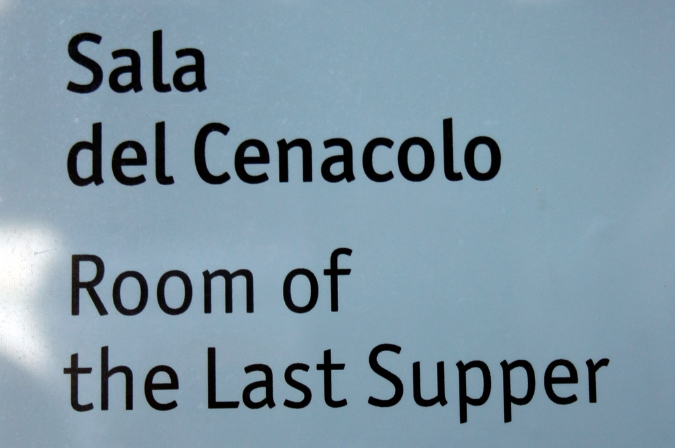 Sala
del Cenacolo
Room of
the Last Supper